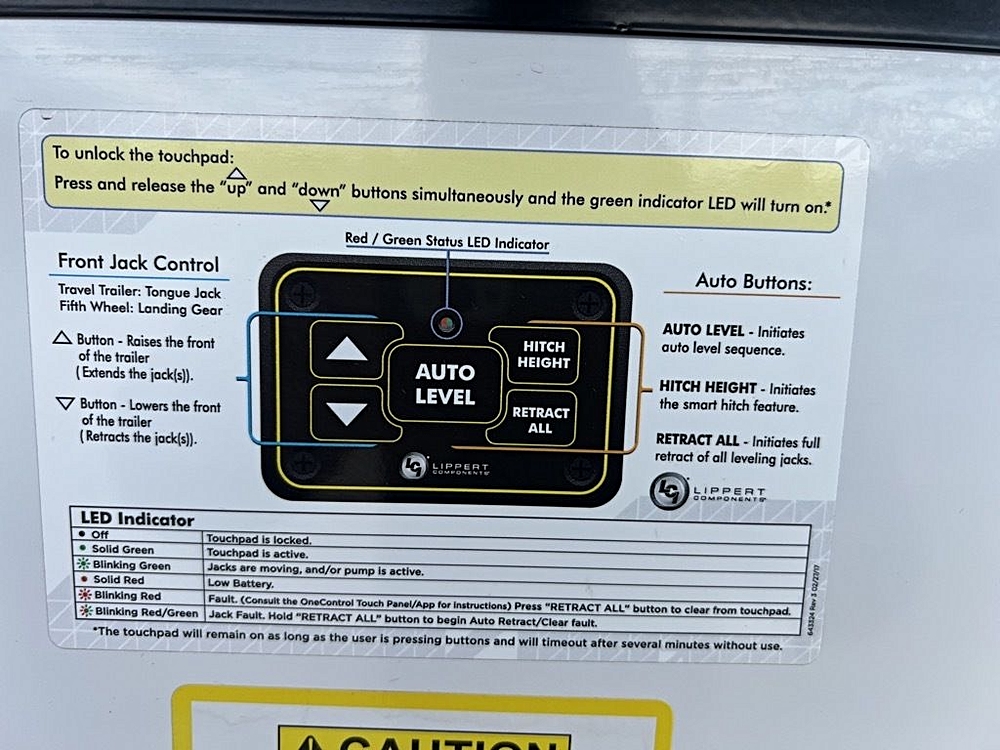 To unlock the touchpad:
Press and release the "up" and "down" buttons simultaneously and the green indicator LED will turn on.*
Red / Green Status LED Indicator
Front Jack Control
Travel Trailer: Tongue Jack
Fifth Wheel: Landing Gear
△ Button - Raises the front
of the trailer
(Extends the jack(s)).
▽ Button - Lowers the front
of the trailer
(Retracts the jack(s)).
AUTO
LEVEL
HITCH
HEIGHT
RETRACT
ALL
LCI LIPPERT
COMPONENTS
Auto Buttons:
AUTO LEVEL - Initiates
auto level sequence.
HITCH HEIGHT - Initiates
the smart hitch feature.
RETRACT ALL - Initiates full
retract of all leveling jacks.
LCI LIPPERT
COMPONENTS
LED Indicator
Off Touchpad is locked.
Solid Green Touchpad is active.
Blinking Green Jacks are moving, and/or pump is active.
Solid Red Low Battery.
Blinking Red Fault. (Consult the OneControl Touch Panel/App for Instructions) Press "RETRACT ALL" button to clear from touchpad.
Blinking Red/Green Jack Fault. Hold "RETRACT ALL" button to begin Auto Retract/Clear fault.
*The touchpad will remain on as long as the user is pressing buttons and will timeout after several minutes without use.
643324 Rev 3 02/27/17
CAUTION